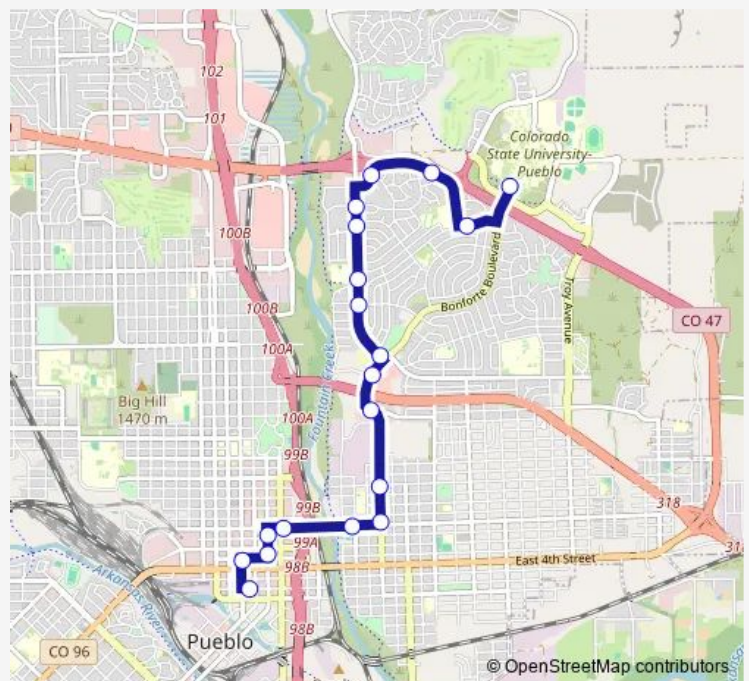 102
101
Colorado
State University-
Pueblo
100B
Bonforte Boulevard
Troy Avenue
100B
CO 47
100A
Fountain Creek
Big Hill
1470 m
100A
99B
99B
318
99A
East 4th Street
98B
Arkansas River
Pueblo
98B
CO 96
© OpenStreetMap contributors